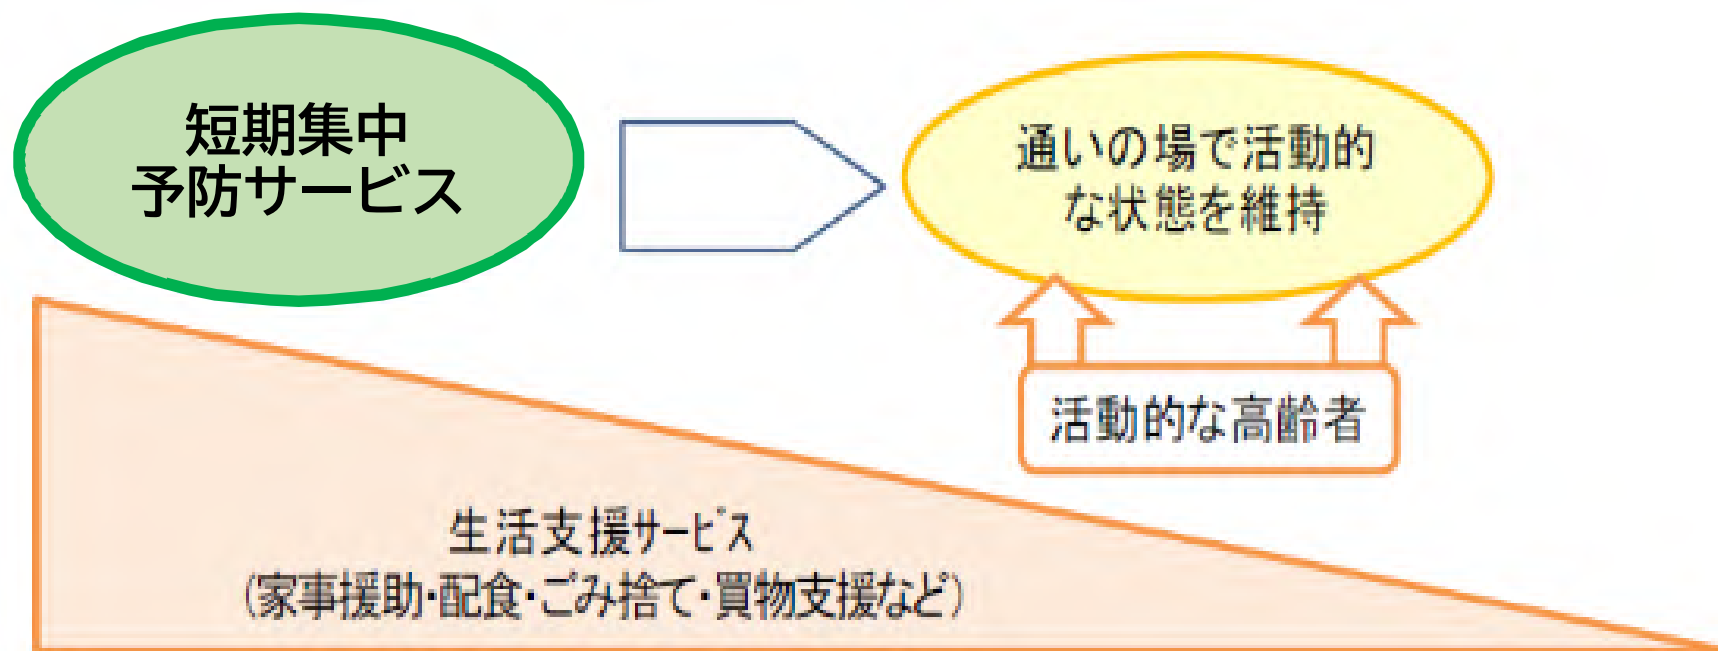 短期集中
予防サービス
通いの場で活動的
な状態を維持
活動的な高齢者
生活支援ｻｰﾋﾞｽ
（家事援助･配食･ごみ捨て･買物支援など）